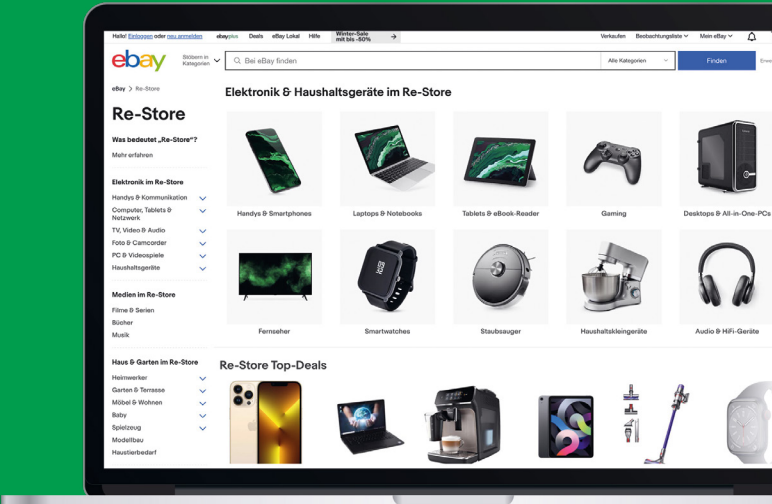 Hallo! Einloggen oder neu anmelden ebayplus Deals eBay Lokal Hilfe Winter-Sale mit bis -60% → Verkaufen Beobachtungsliste Mein eBay
ebay Stöbern in Kategorien Bei eBay finden Alle Kategorien Finden
eBay > Re-Store
Re-Store
Was bedeutet „Re-Store“?
Mehr erfahren
Elektronik im Re-Store
Handys & Kommunikation
Computer, Tablets &
Netzwerk
TV, Video & Audio
Foto & Camcorder
PC & Videospiele
Haushaltsgeräte
Medien im Re-Store
Filme & Serien
Bücher
Musik
Haus & Garten im Re-Store
Heimwerker
Garten & Terrasse
Möbel & Wohnen
Baby
Spielzeug
Modellbau
Haustierbedarf
Elektronik & Haushaltsgeräte im Re-Store
Handys & Smartphones Laptops & Notebooks Tablets & eBook-Reader Gaming Desktops & All-in-One-PCs
Fernseher Smartwatches Staubsauger Haushaltskleingeräte Audio & HiFi-Geräte
Re-Store Top-Deals